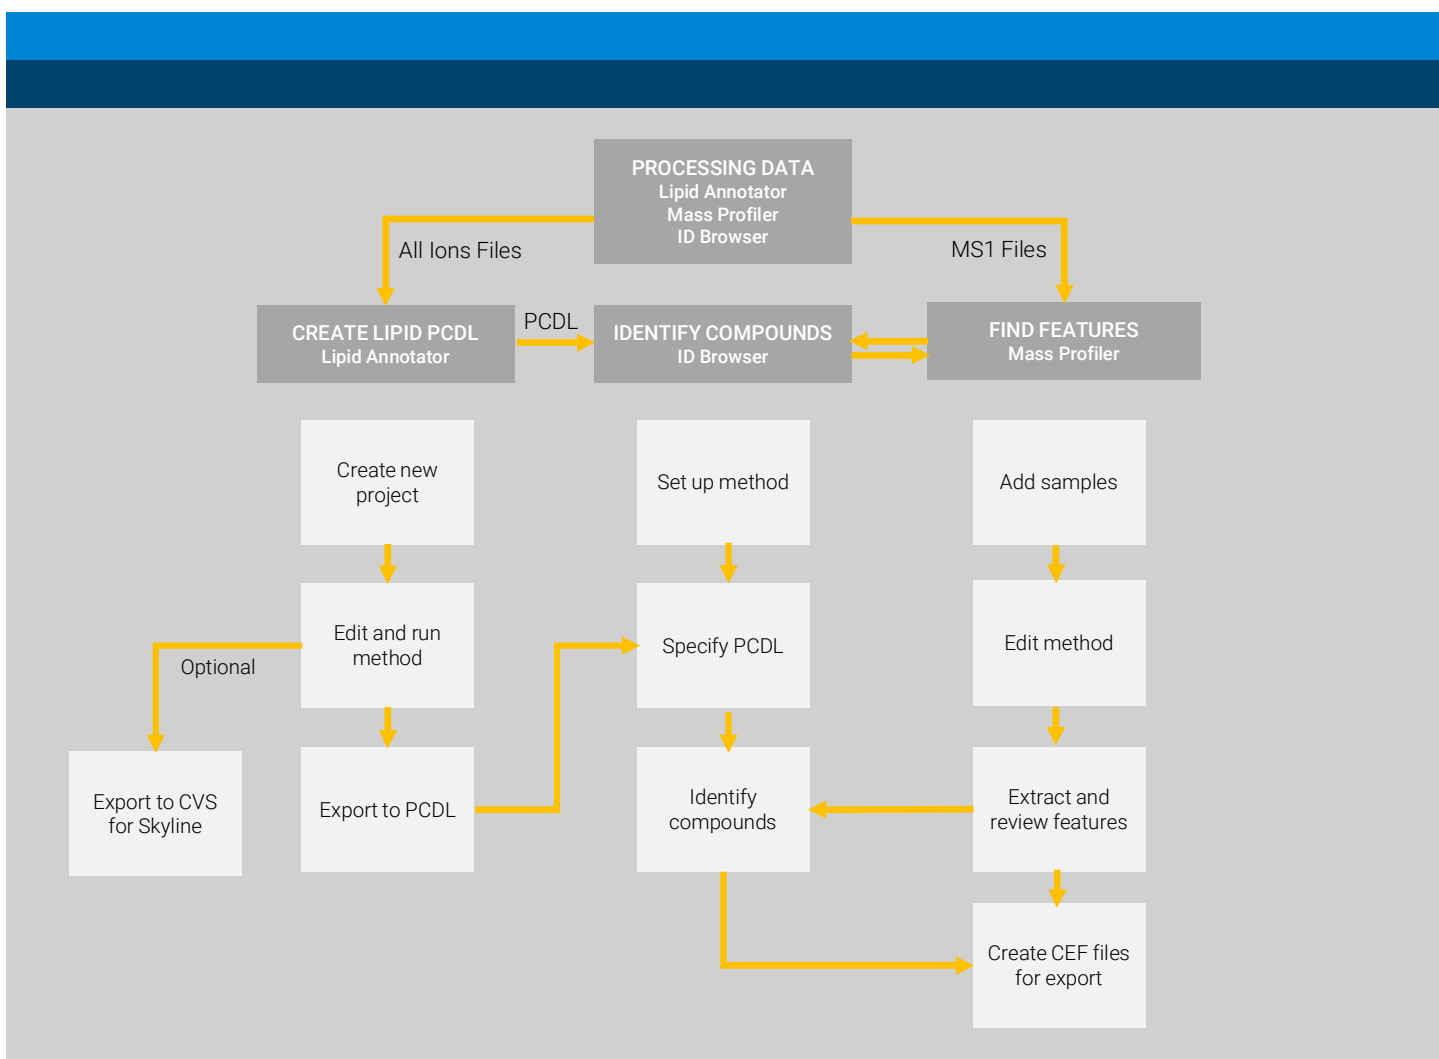 PROCESSING DATA
Lipid Annotator
Mass Profiler
ID Browser
All Ions Files
MS1 Files
CREATE LIPID PCDL
Lipid Annotator
PCDL
IDENTIFY COMPOUNDS
ID Browser
FIND FEATURES
Mass Profiler
Create new
project
Set up method
Add samples
Edit and run
method
Optional
Specify PCDL
Edit method
Export to CVS
for Skyline
Export to PCDL
Identify
compounds
Extract and
review features
Create CEF files
for export